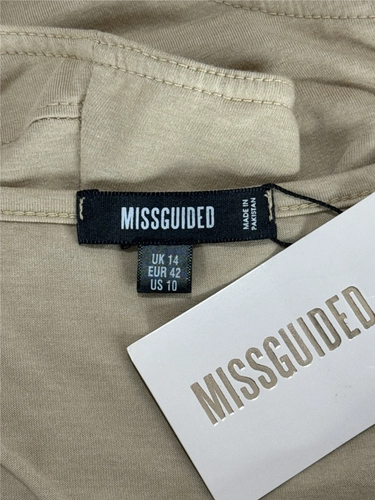 MISSGUIDED
MADE IN
PAKISTAN
UK 14
EUR 42
US 10
MISSGUIDED